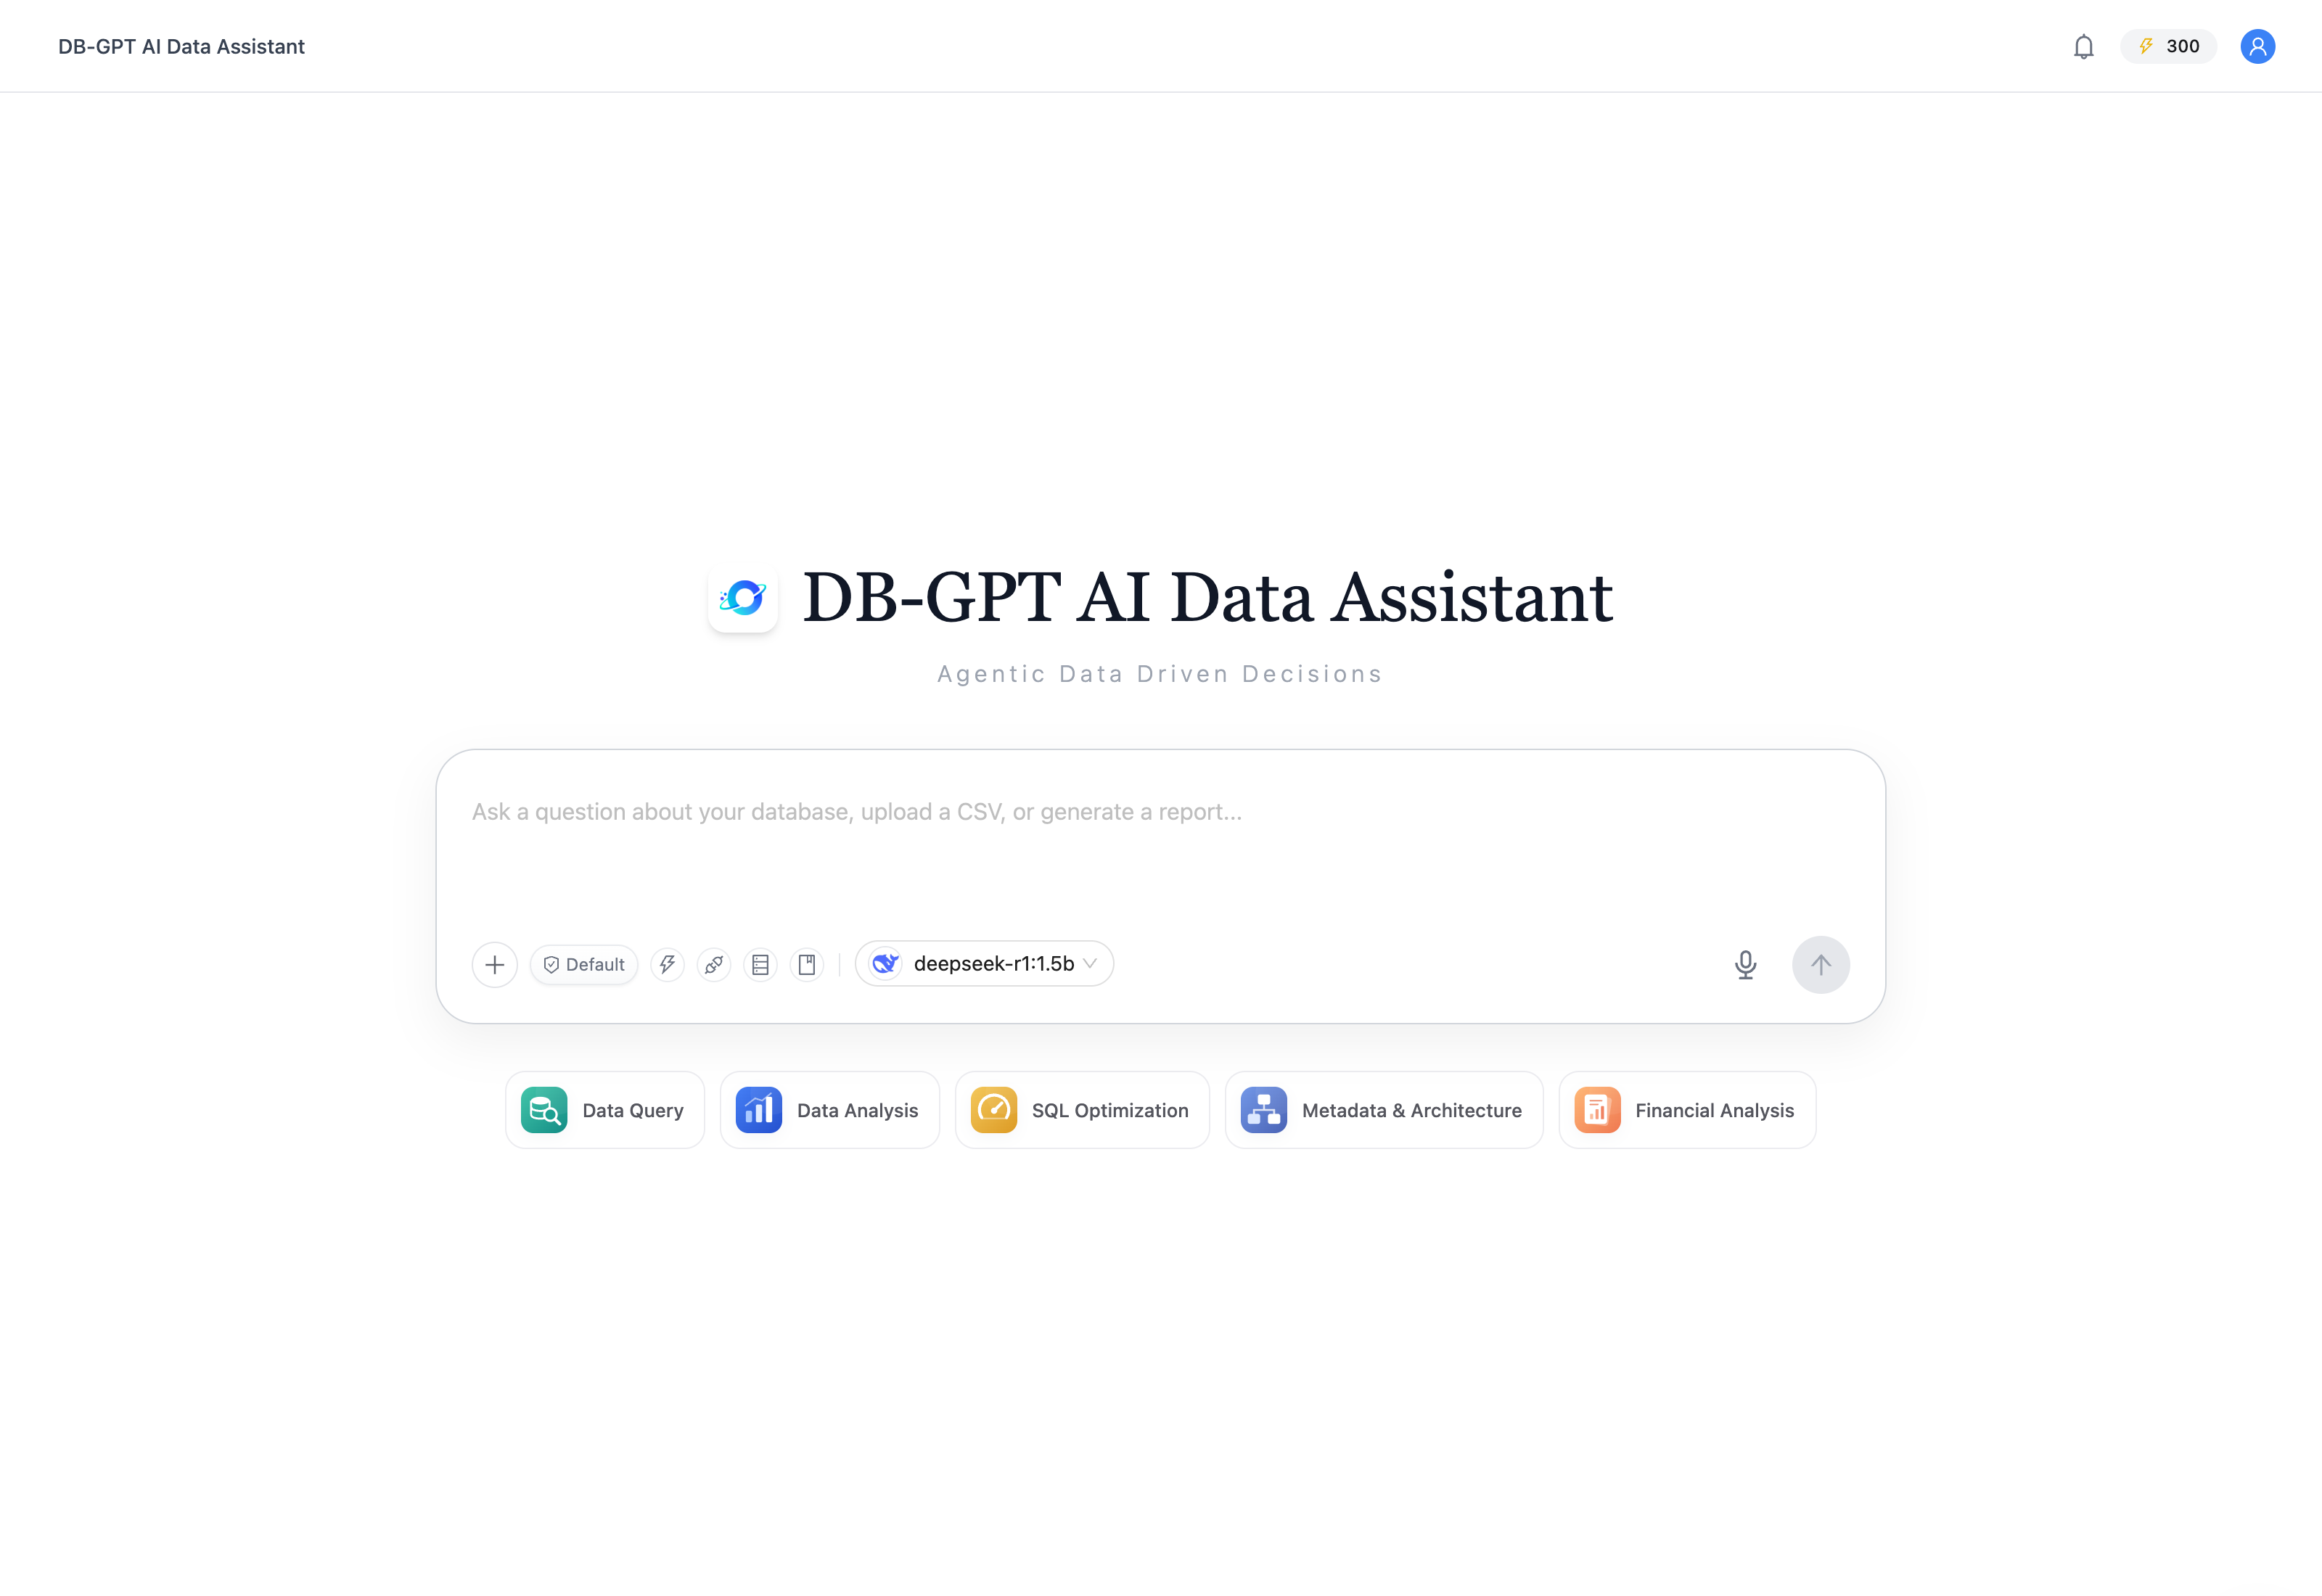 DB-GPT AI Data Assistant
300
DB-GPT AI Data Assistant
Agentic Data Driven Decisions
Ask a question about your database, upload a CSV, or generate a report...
Default
deepseek-r1:1.5b
Data Query
Data Analysis
SQL Optimization
Metadata & Architecture
Financial Analysis